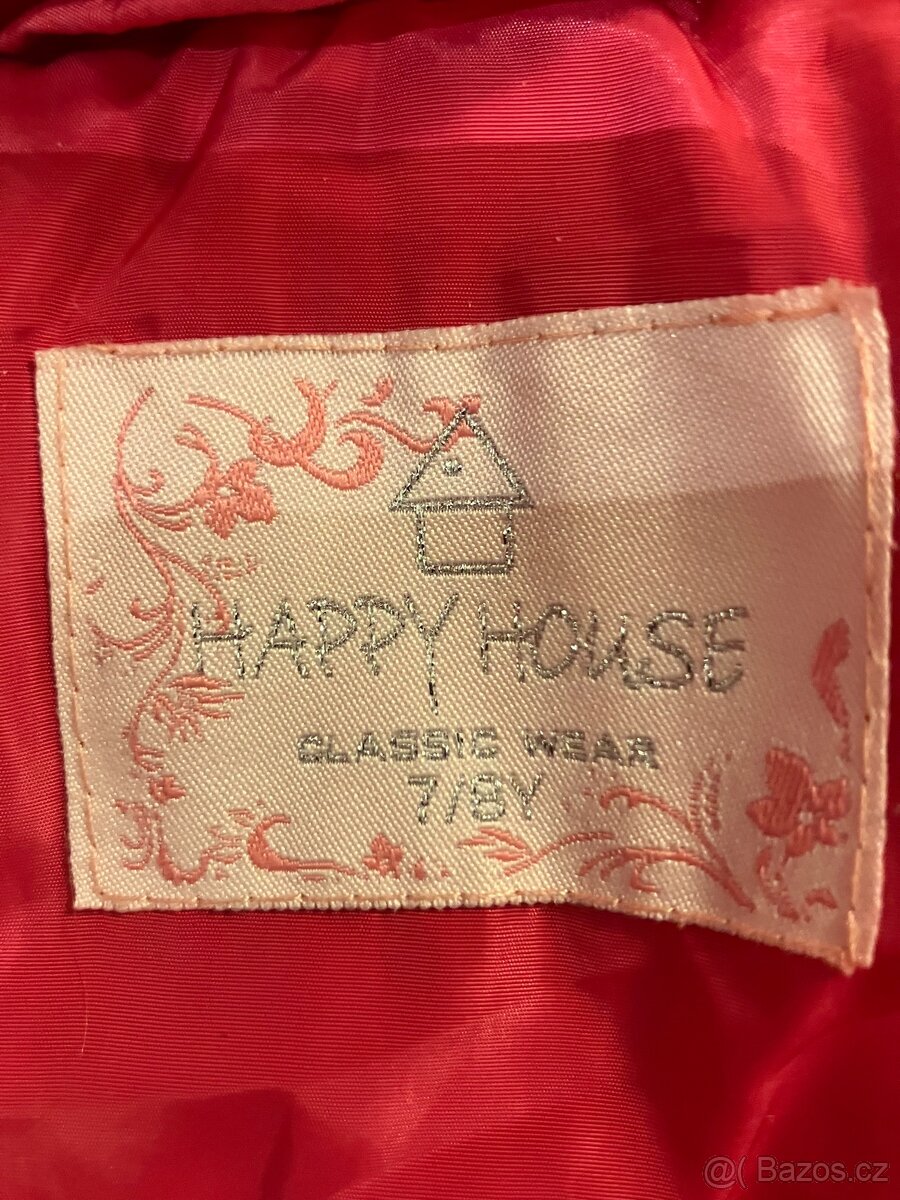 HAPPY HOUSE
CLASSIC WEAR
7/8Y
@( Bazos.cz